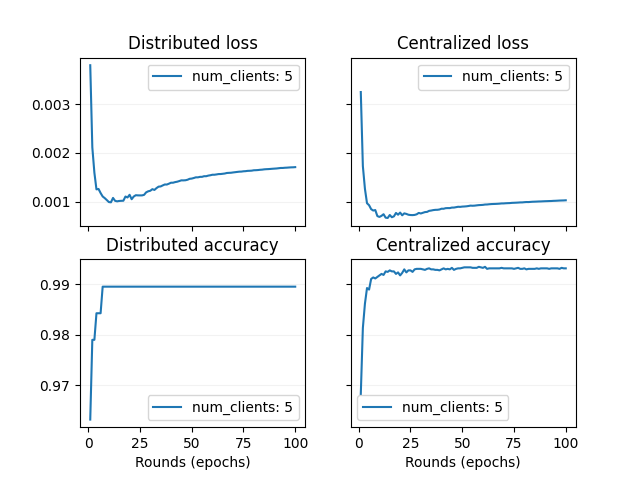 Distributed loss
Centralized loss
num_clients: 5
num_clients: 5
0.003
0.002
0.001
Distributed accuracy
Centralized accuracy
0.99
0.98
0.97
num_clients: 5
num_clients: 5
0 25 50 75 100
0 25 50 75 100
Rounds (epochs)
Rounds (epochs)